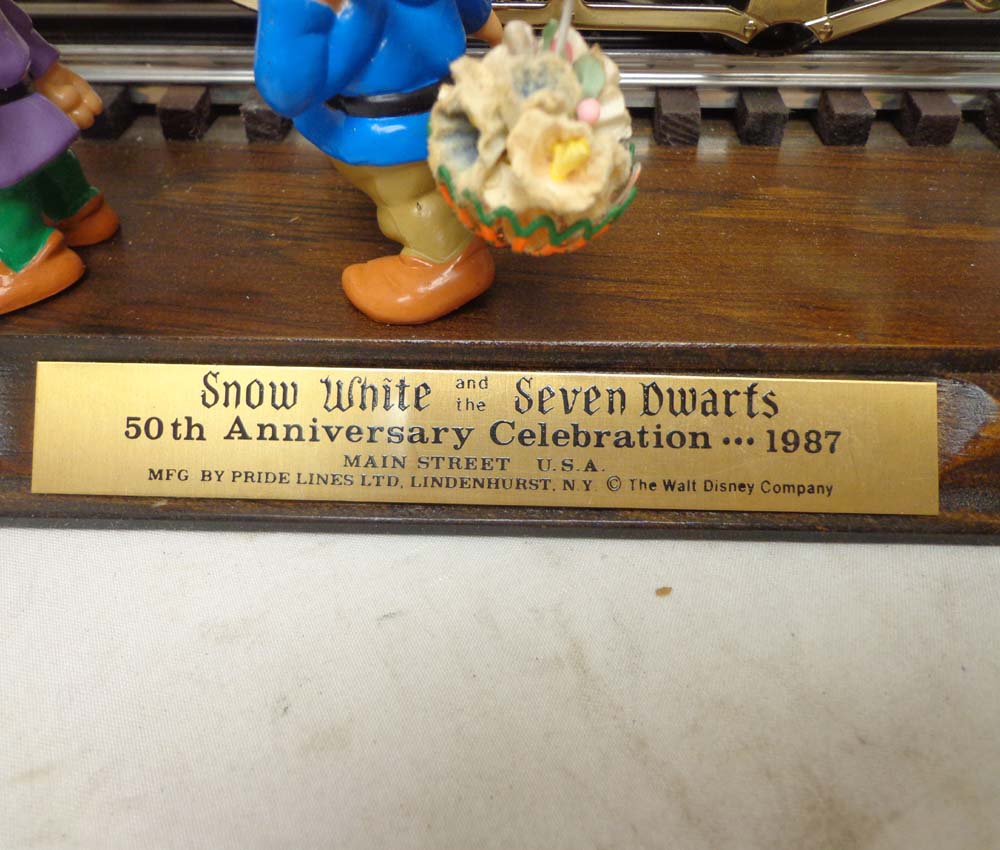 Snow White and the Seven Dwarfs
50th Anniversary Celebration ••• 1987
MAIN STREET U.S.A.
MFG BY PRIDE LINES LTD, LINDENHURST, N.Y. © The Walt Disney Company